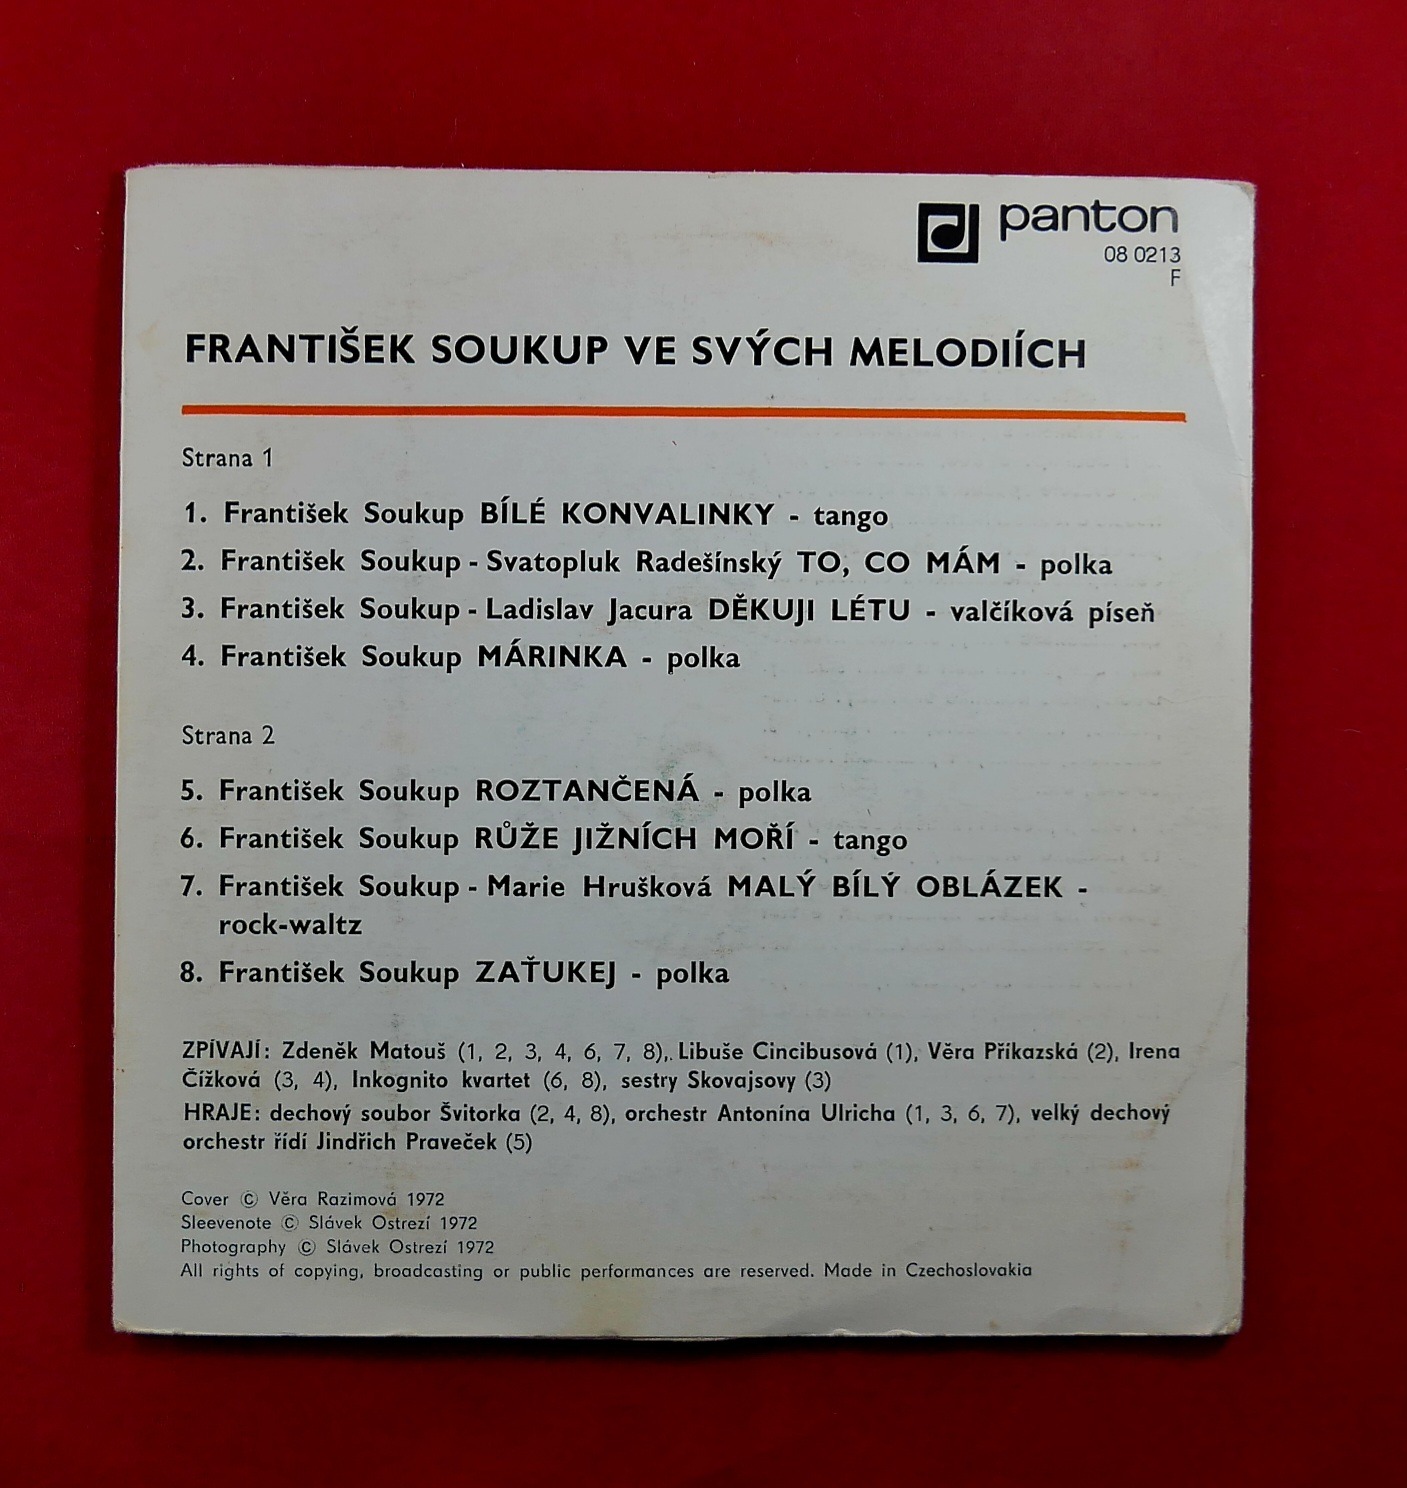 panton
08 0213
F
FRANTIŠEK SOUKUP VE SVÝCH MELODIÍCH
Strana 1
1. František Soukup BÍLÉ KONVALINKY - tango
2. František Soukup - Svatopluk Radešínský TO, CO MÁM - polka
3. František Soukup - Ladislav Jacura DĚKUJI LÉTU - valčíková píseň
4. František Soukup MÁRINKA - polka
Strana 2
5. František Soukup ROZTANČENÁ - polka
6. František Soukup RŮŽE JIŽNÍCH MOŘÍ - tango
7. František Soukup - Marie Hrušková MALÝ BÍLÝ OBLÁZEK -
rock-waltz
8. František Soukup ZAŤUKEJ - polka
ZPÍVAJÍ: Zdeněk Matouš (1, 2, 3, 4, 6, 7, 8), Libuše Cincibusová (1), Věra Příkazská (2), Irena
Čížková (3, 4), Inkognito kvartet (6, 8), sestry Skovajsovy (3)
HRAJE: dechový soubor Švitorka (2, 4, 8), orchestr Antonína Ulricha (1, 3, 6, 7), velký dechový
orchestr řídí Jindřich Praveček (5)
Cover © Věra Razimová 1972
Sleevenote © Slávek Ostrezí 1972
Photography © Slávek Ostrezí 1972
All rights of copying, broadcasting or public performances are reserved. Made in Czechoslovakia